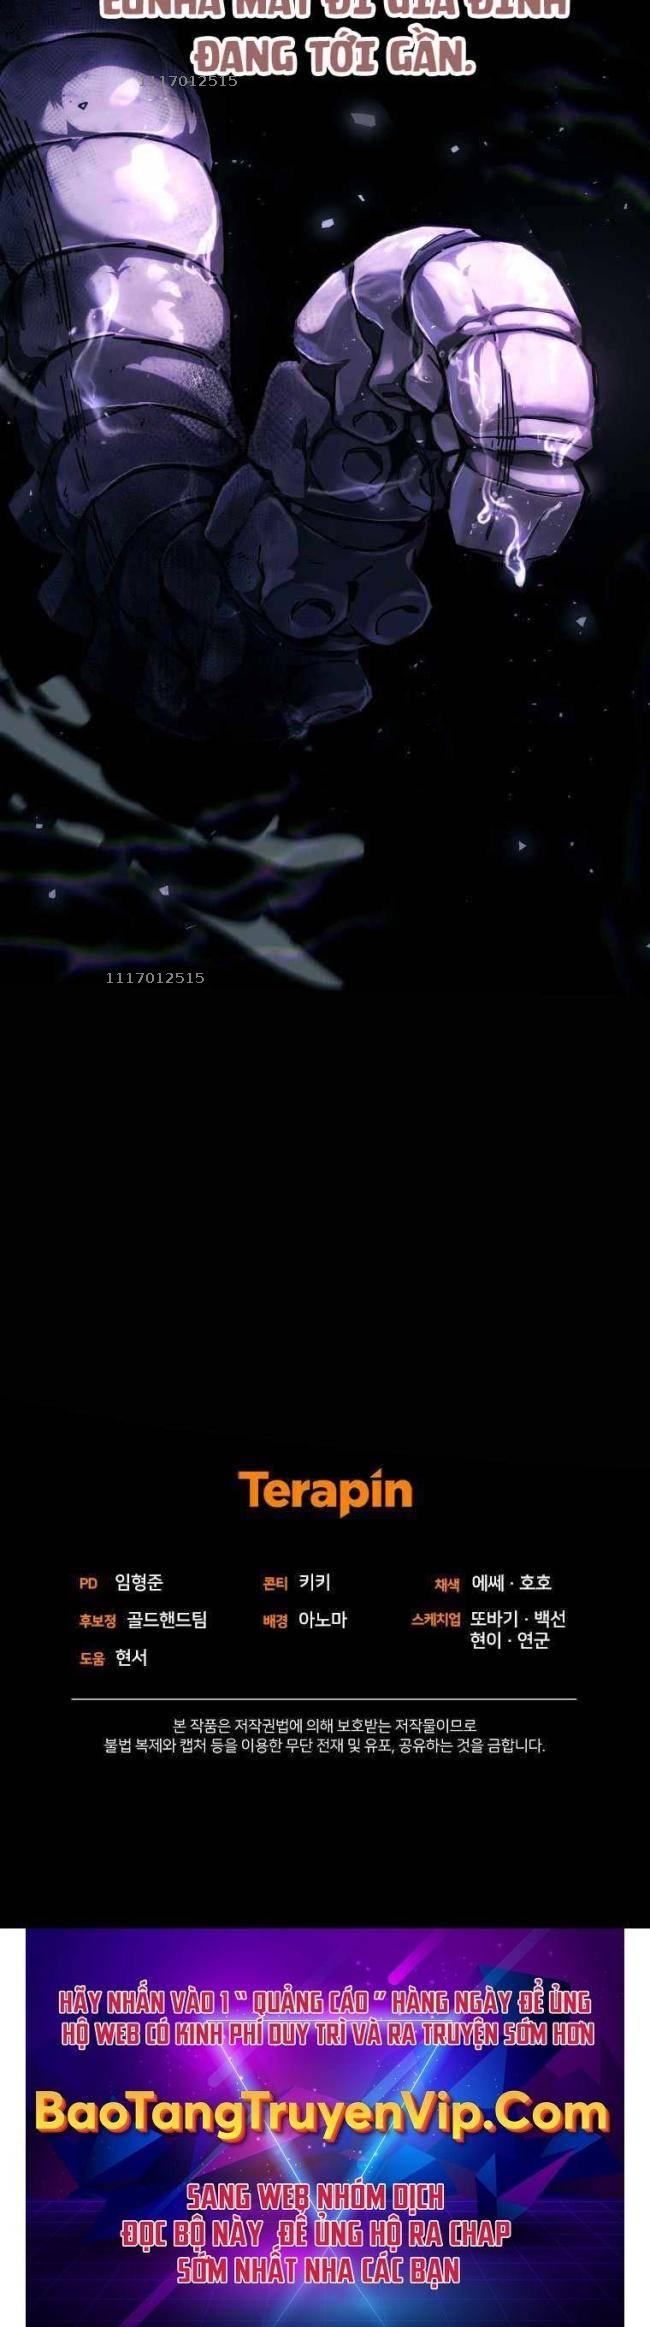 EUNHA MẤT ĐI GIA ĐÌNH
ĐANG TỚI GẦN.
1117012515
1117012515
Terapin
PD 임형준 콘티 키키 채색 에쎄 · 호호
후보정 골드핸드팀 배경 아노마 스케치업 또바기 · 백선
현이 · 연군
도움 현서
본 작품은 저작권법에 의해 보호받는 저작물이므로
불법 복제와 캡처 등을 이용한 무단 전재 및 유포, 공유하는 것을 금합니다.
HÃY NHẤN VÀO 1 “ QUẢNG CÁO ” HÀNG NGÀY ĐỂ ỦNG
HỘ WEB CÓ KINH PHÍ DUY TRÌ VÀ RA TRUYỆN SỚM HƠN
BaoTangTruyenVip.Com
SANG WEB NHÓM DỊCH
ĐỌC BỘ NÀY ĐỂ ỦNG HỘ RA CHAP
SỚM NHẤT NHA CÁC BẠN